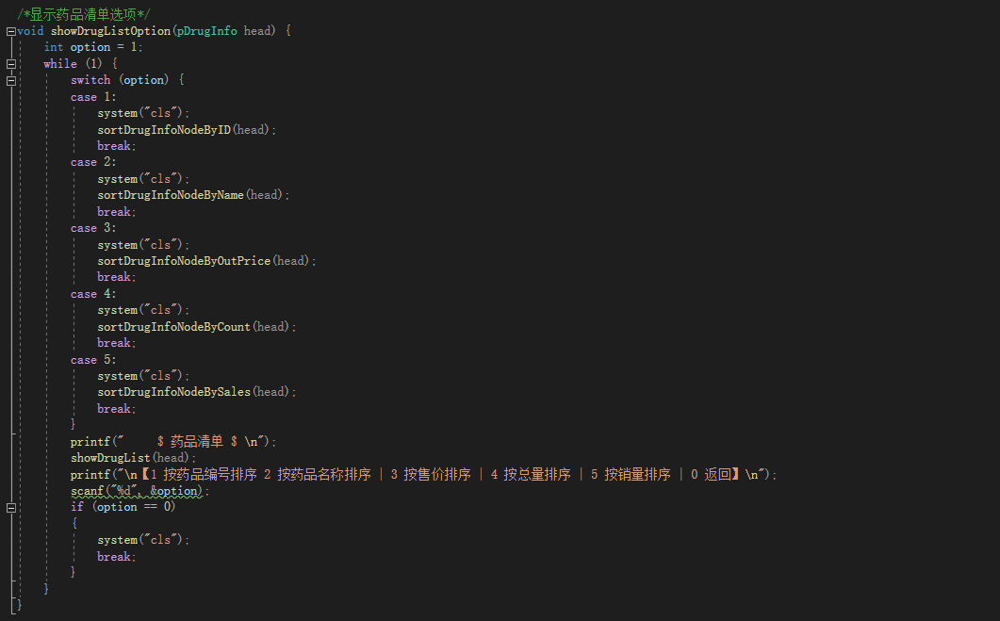 /*显示药品清单选项*/
void showDrugListOption(pDrugInfo head) {
    int option = 1;
    while (1) {
        switch (option) {
        case 1:
            system("cls");
            sortDrugInfoNodeByID(head);
            break;
        case 2:
            system("cls");
            sortDrugInfoNodeByName(head);
            break;
        case 3:
            system("cls");
            sortDrugInfoNodeByOutPrice(head);
            break;
        case 4:
            system("cls");
            sortDrugInfoNodeByCount(head);
            break;
        case 5:
            system("cls");
            sortDrugInfoNodeBySales(head);
            break;
        }
        printf("     $ 药品清单 $ \n");
        showDrugList(head);
        printf("\n【1 按药品编号排序 2 按药品名称排序 | 3 按售价排序 | 4 按总量排序 | 5 按销量排序 | 0 返回】\n");
        scanf("%d", &option);
        if (option == 0)
        {
            system("cls");
            break;
        }
    }
}